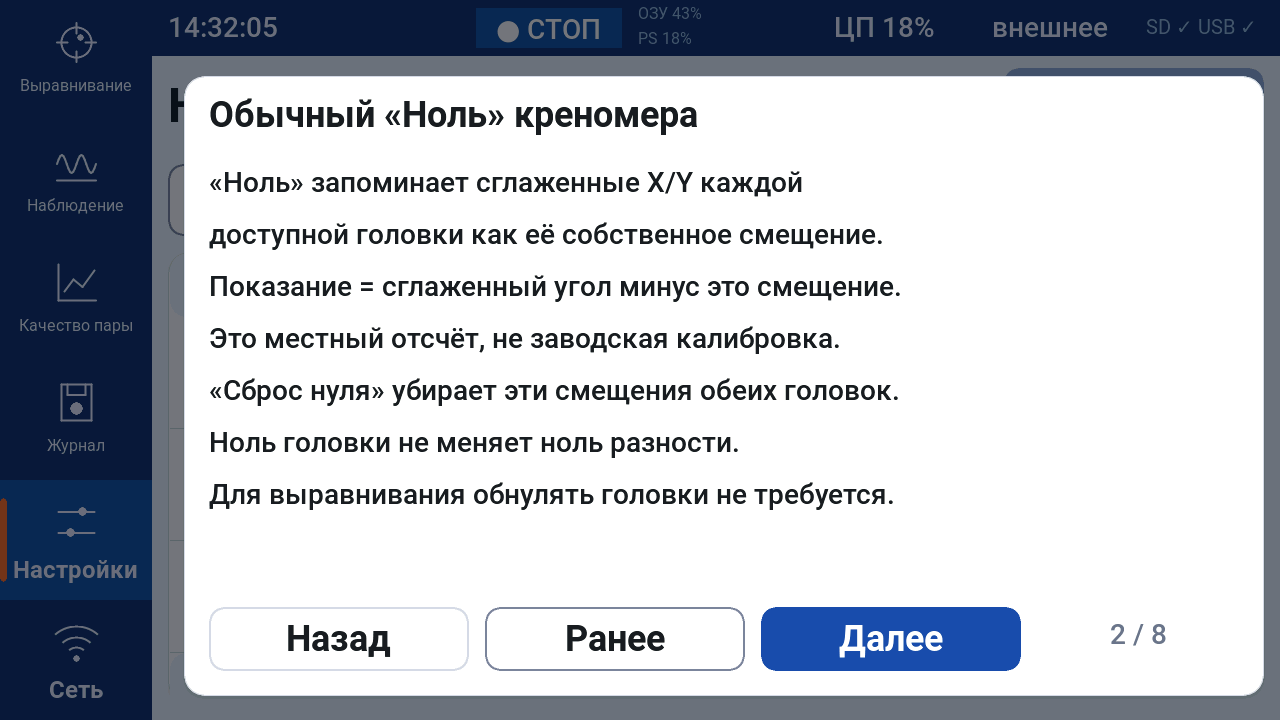 14:32:05
СТОП
ОЗУ 43%
PS 18%
ЦП 18%
внешнее
SD ✓ USB ✓
Выравнивание
Наблюдение
Качество пары
Журнал
Настройки
Сеть
Обычный «Ноль» креномера
«Ноль» запоминает сглаженные X/Y каждой
доступной головки как её собственное смещение.
Показание = сглаженный угол минус это смещение.
Это местный отсчёт, не заводская калибровка.
«Сброс нуля» убирает эти смещения обеих головок.
Ноль головки не меняет ноль разности.
Для выравнивания обнулять головки не требуется.
Назад
Ранее
Далее
2 / 8